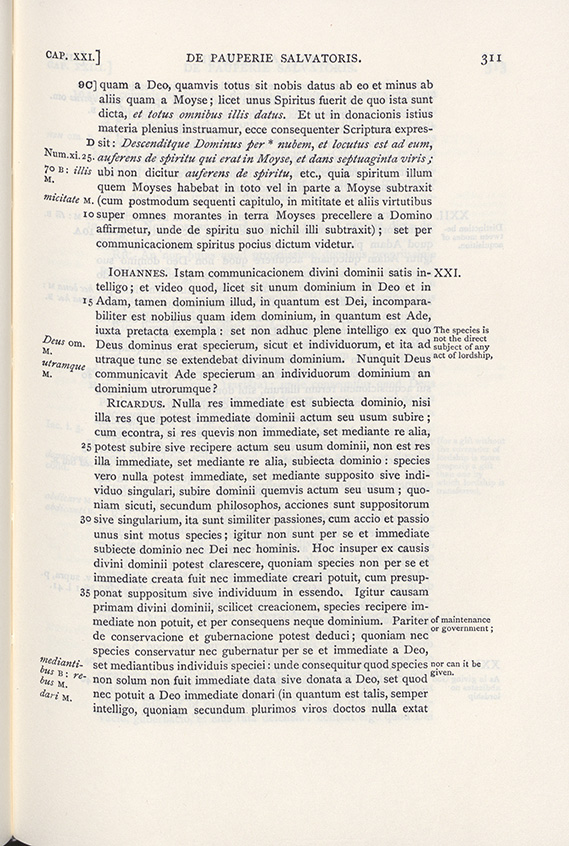 CAP. XXI.] DE PAUPERIE SALVATORIS. 311
9C] quam a Deo, quamvis totus sit nobis datus ab eo et minus ab
aliis quam a Moyse; licet unus Spiritus fuerit de quo ista sunt
dicta, et totus omnibus illis datus. Et ut in donacionis istius
materia plenius instruamur, ecce consequenter Scriptura expres-
D sit: Descenditque Dominus per * nubem, et locutus est ad eum,
Num.xi.25. auferens de spiritu qui erat in Moyse, et dans septuaginta viris;
70 B: illis M. ubi non dicitur auferens de spiritu, etc., quia spiritum illum
quem Moyses habebat in toto vel in parte a Moyse subtraxit
micitate M. (cum postmodum sequenti capitulo, in mititate et aliis virtutibus
10 super omnes morantes in terra Moyses precellere a Domino
affirmetur, unde de spiritu suo nichil illi subtraxit); set per
communicacionem spiritus pocius dictum videtur.
IOHANNES. Istam communicacionem divini dominii satis in- XXI.
telligo; et video quod, licet sit unum dominium in Deo et in
15 Adam, tamen dominium illud, in quantum est Dei, incompara-
biliter est nobilius quam idem dominium, in quantum est Ade,
iuxta pretacta exempla: set non adhuc plene intelligo ex quo The species is
Deus om. M. Deus dominus erat specierum, sicut et individuorum, et ita ad not the direct subject of any
utramque M. utraque tunc se extendebat divinum dominium. Nunquid Deus act of lordship,
communicavit Ade specierum an individuorum dominium an
dominium utrorumque?
RICARDUS. Nulla res immediate est subiecta dominio, nisi
illa res que potest immediate dominii actum seu usum subire;
cum econtra, si res quevis non immediate, set mediante re alia,
25 potest subire sive recipere actum seu usum dominii, non est res
illa immediate, set mediante re alia, subiecta dominio: species
vero nulla potest immediate, set mediante supposito sive indi-
viduo singulari, subire dominii quemvis actum seu usum; quo-
niam sicuti, secundum philosophos, acciones sunt suppositorum
30 sive singularium, ita sunt similiter passiones, cum accio et passio
unus sint motus species; igitur non sunt per se et immediate
subiecte dominio nec Dei nec hominis. Hoc insuper ex causis
divini dominii potest clarescere, quoniam species non per se et
immediate creata fuit nec immediate creari potuit, cum presup-
35 ponat suppositum sive individuum in essendo. Igitur causam
primam divini dominii, scilicet creacionem, species recipere im-
mediate non potuit, et per consequens neque dominium. Pariter of maintenance
de conservacione et gubernacione potest deduci; quoniam nec or government;
species conservatur nec gubernatur per se et immediate a Deo,
medianti-bus B: re-bus M. set mediantibus individuis speciei: unde consequitur quod species nor can it be
non solum non fuit immediate data sive donata a Deo, set quod given.
dari M. nec potuit a Deo immediate donari (in quantum est talis, semper
intelligo, quoniam secundum plurimos viros doctos nulla extat